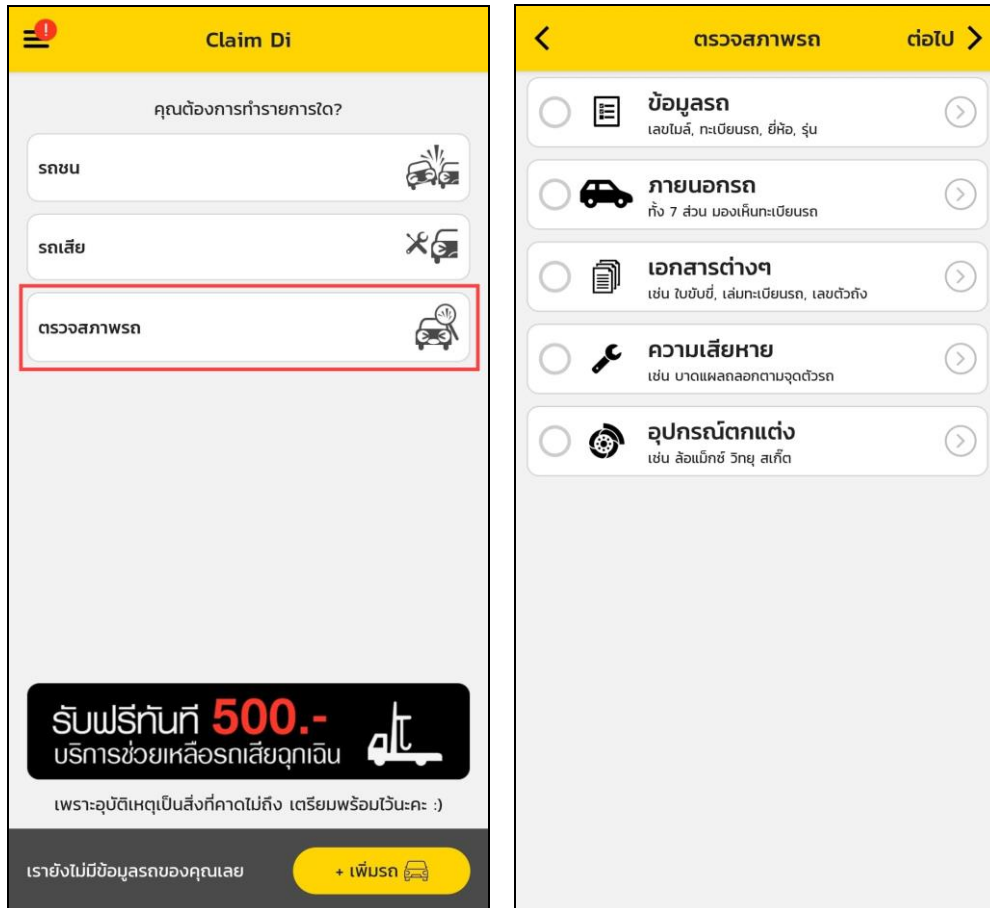 Claim Di
คุณต้องการทำรายการใด?
รถชน
รถเสีย
ตรวจสภาพรถ
รับฟรีทันที 500.-
บริการช่วยเหลือรถเสียฉุกเฉิน
เพราะอุบัติเหตุเป็นสิ่งที่คาดไม่ถึง เตรียมพร้อมไว้นะคะ :)
เรายังไม่มีข้อมูลรถของคุณเลย
+ เพิ่มรถ
ตรวจสภาพรถ
ต่อไป
ข้อมูลรถ
เลขไมล์, ทะเบียนรถ, ยี่ห้อ, รุ่น
ภายนอกรถ
ทั้ง 7 ส่วน มองเห็นทะเบียนรถ
เอกสารต่างๆ
เช่น ใบขับขี่, เล่มทะเบียนรถ, เลขตัวถัง
ความเสียหาย
เช่น บาดแผลถลอกตามจุดตัวรถ
อุปกรณ์ตกแต่ง
เช่น ล้อแม็กซ์ วิทยุ สเกิ๊ต